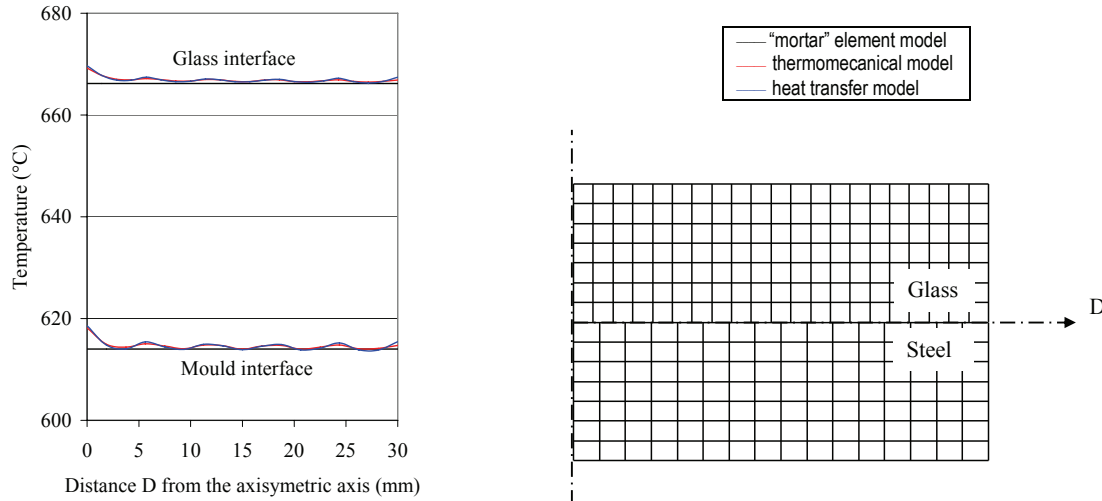 680
660
640
620
600
Temperature (°C)
Glass interface
Mould interface
0
5
10
15
20
25
30
Distance D from the axisymetric axis (mm)
“mortar” element model
thermomecanical model
heat transfer model
Glass
D
Steel